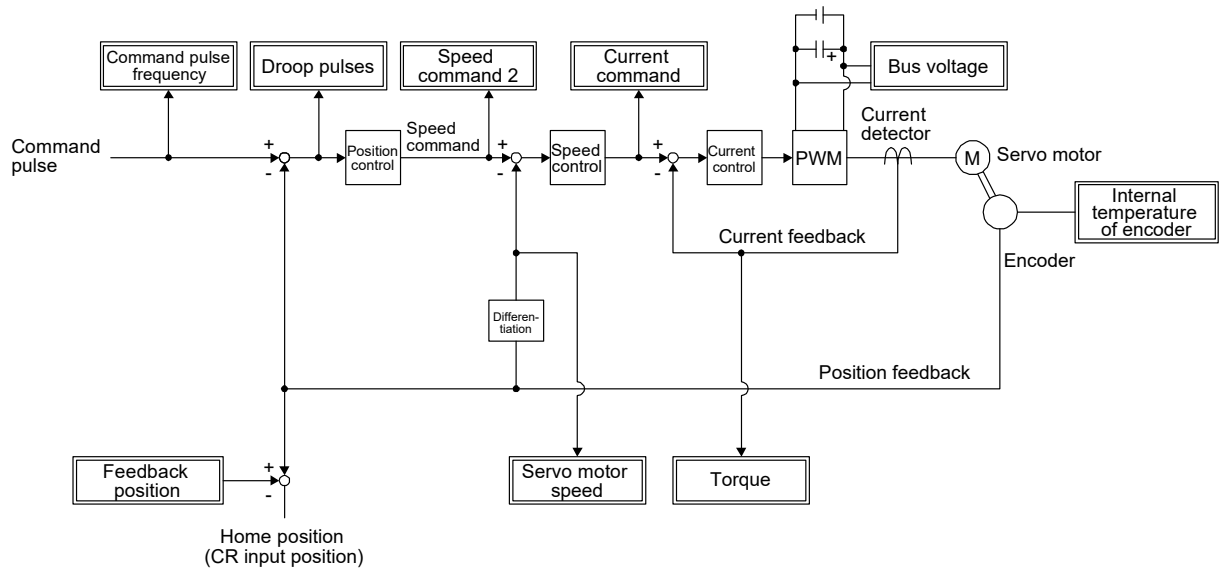 Command pulse
frequency
Droop pulses
Speed
command 2
Current
command
Bus voltage
Command
pulse
+
-
Position
control
Speed
command
+
-
Speed
control
+
-
Current
control
PWM
+
Current
detector
M
Servo motor
Internal
temperature
of encoder
Encoder
Current feedback
Differen-
tiation
Position feedback
Feedback
position
+
-
Servo motor
speed
Torque
Home position
(CR input position)